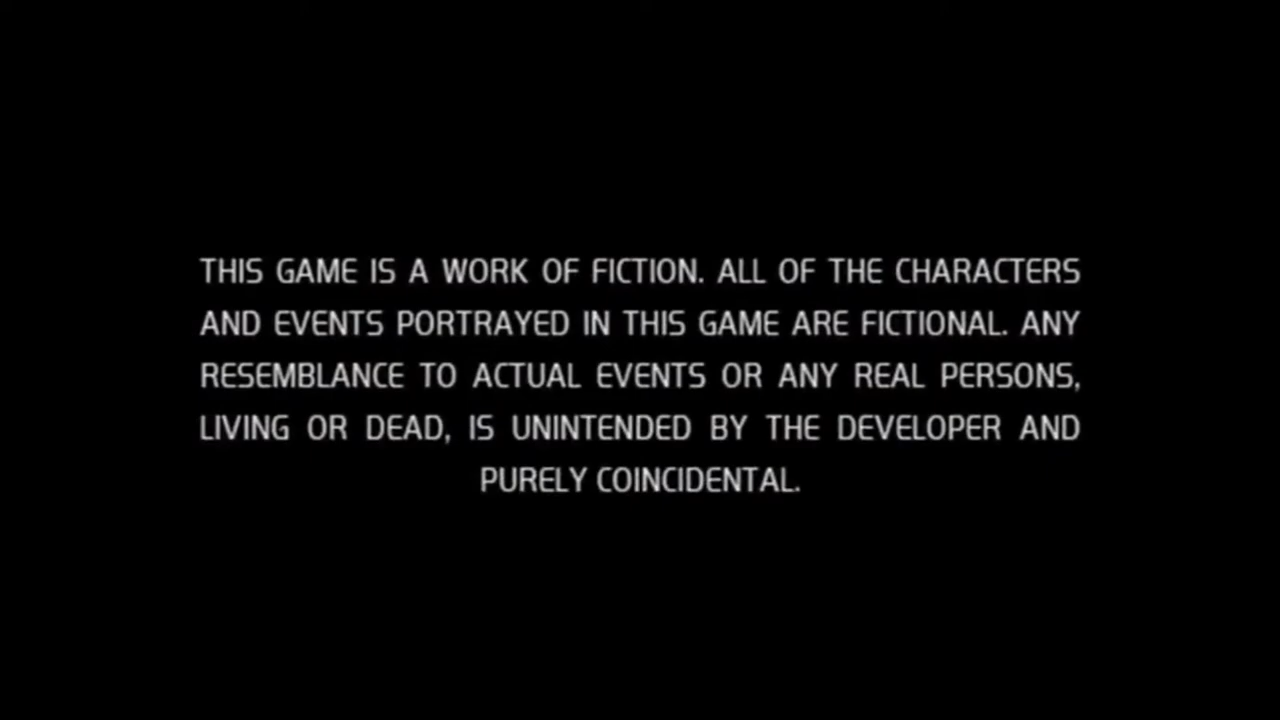 THIS GAME IS A WORK OF FICTION. ALL OF THE CHARACTERS
AND EVENTS PORTRAYED IN THIS GAME ARE FICTIONAL. ANY
RESEMBLANCE TO ACTUAL EVENTS OR ANY REAL PERSONS,
LIVING OR DEAD, IS UNINTENDED BY THE DEVELOPER AND
PURELY COINCIDENTAL.